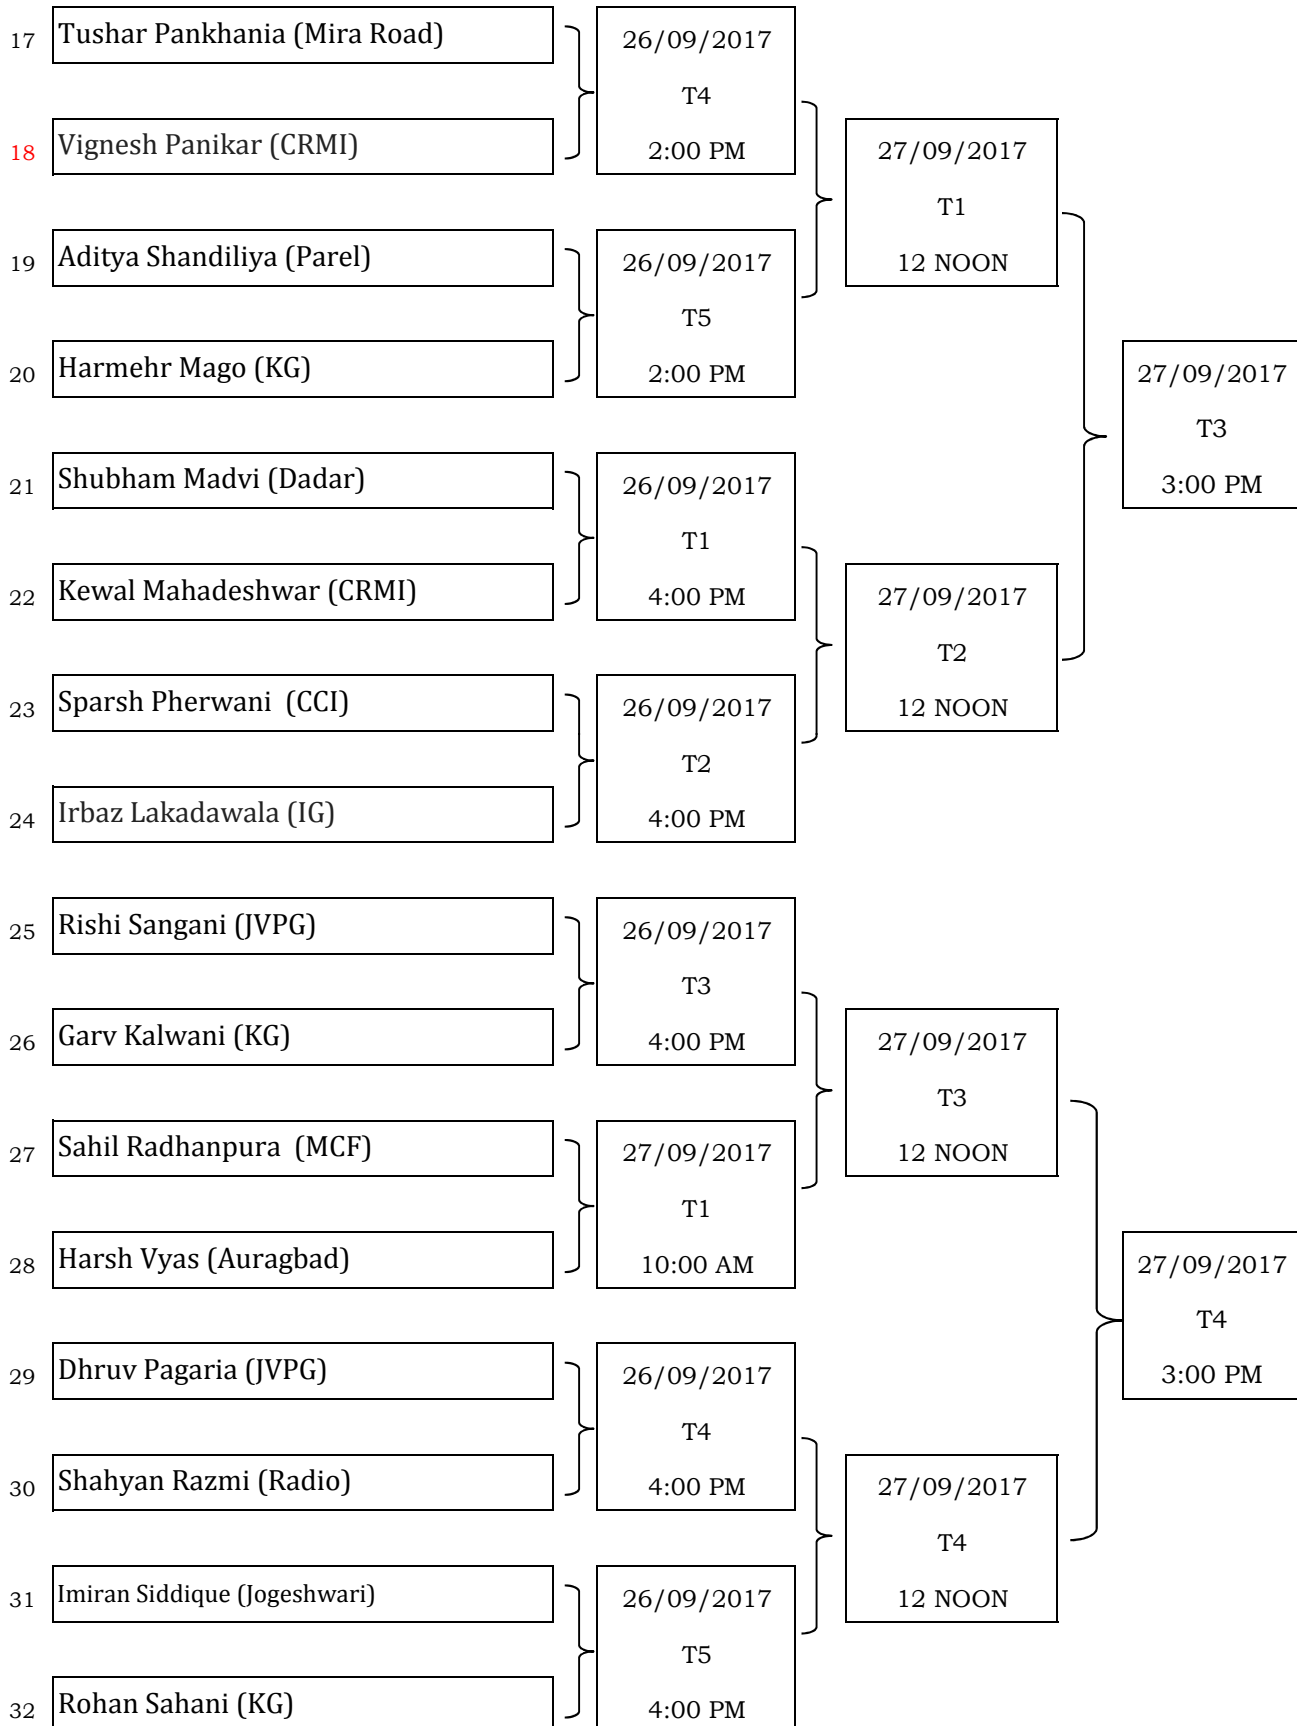 17 Tushar Pankhania (Mira Road)
26/09/2017
T4
18 Vignesh Panikar (CRMI)
2:00 PM
27/09/2017
T1
19 Aditya Shandiliya (Parel)
26/09/2017
12 NOON
T5
20 Harmehr Mago (KG)
2:00 PM
27/09/2017
T3
21 Shubham Madvi (Dadar)
26/09/2017
3:00 PM
T1
22 Kewal Mahadeshwar (CRMI)
4:00 PM
27/09/2017
T2
23 Sparsh Pherwani  (CCI)
26/09/2017
12 NOON
T2
24 Irbaz Lakadawala (IG)
4:00 PM
25 Rishi Sangani (JVPG)
26/09/2017
T3
26 Garv Kalwani (KG)
4:00 PM
27/09/2017
T3
27 Sahil Radhanpura  (MCF)
27/09/2017
12 NOON
T1
28 Harsh Vyas (Auragbad)
10:00 AM
27/09/2017
T4
29 Dhruv Pagaria (JVPG)
26/09/2017
3:00 PM
T4
30 Shahyan Razmi (Radio)
4:00 PM
27/09/2017
T4
31 Imiran Siddique (Jogeshwari)
26/09/2017
12 NOON
T5
32 Rohan Sahani (KG)
4:00 PM